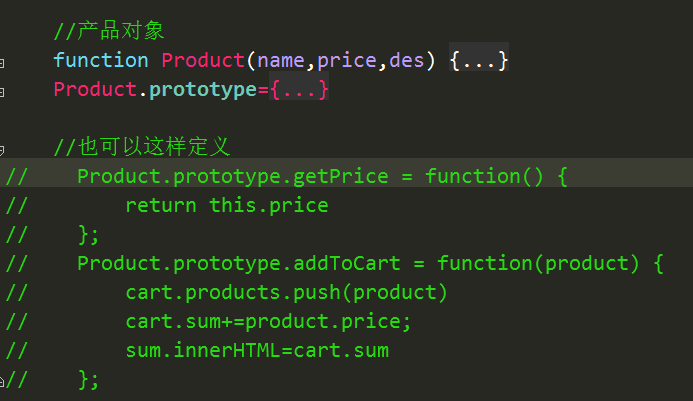 //产品对象
function Product(name,price,des) {...}
Product.prototype={...}
//也可以这样定义
//    Product.prototype.getPrice = function() {
//        return this.price
//    };
//    Product.prototype.addToCart = function(product) {
//        cart.products.push(product)
//        cart.sum+=product.price;
//        sum.innerHTML=cart.sum
//    };